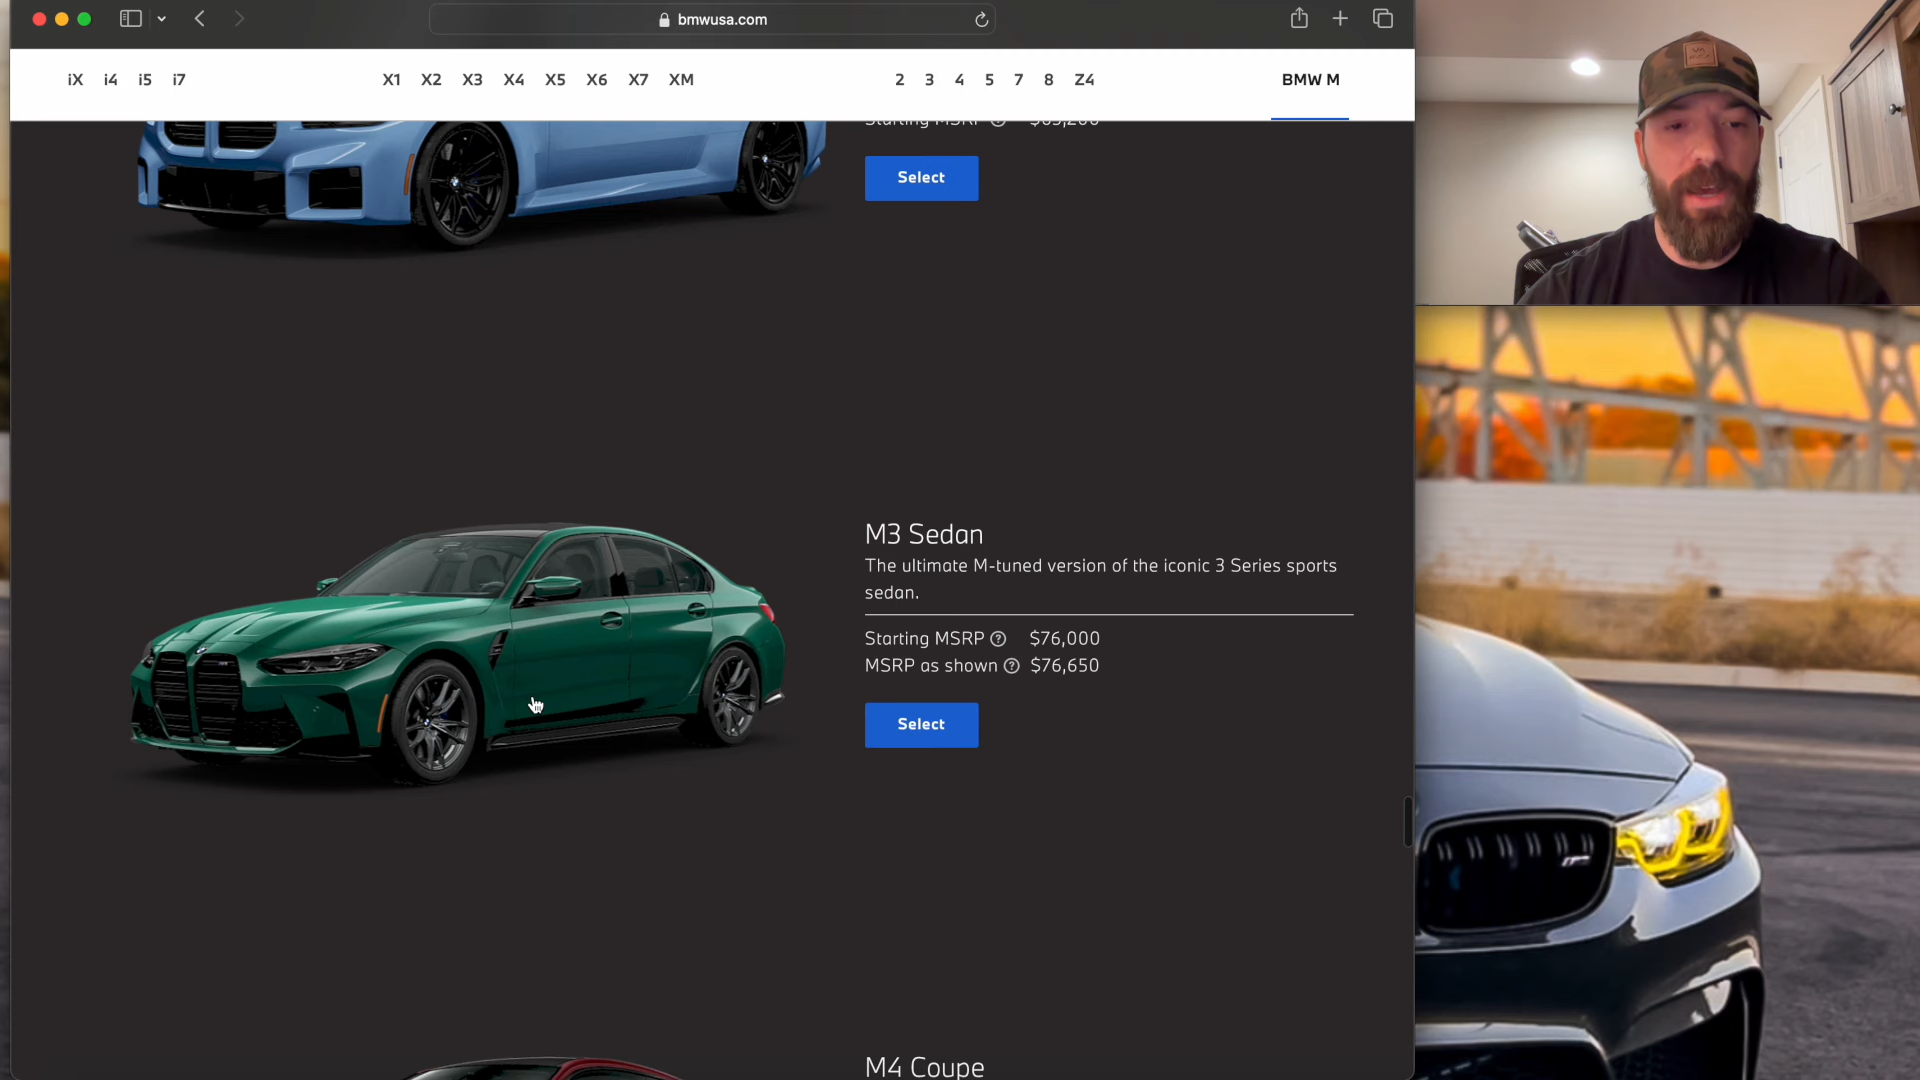 bmwusa.com
iX i4 i5 i7 X1 X2 X3 X4 X5 X6 X7 XM 2 3 4 5 7 8 Z4 BMW M
Starting MSRP
Select
M3 Sedan
The ultimate M-tuned version of the iconic 3 Series sports
sedan.
Starting MSRP ? $76,000
MSRP as shown ? $76,650
Select
M4 Coupe